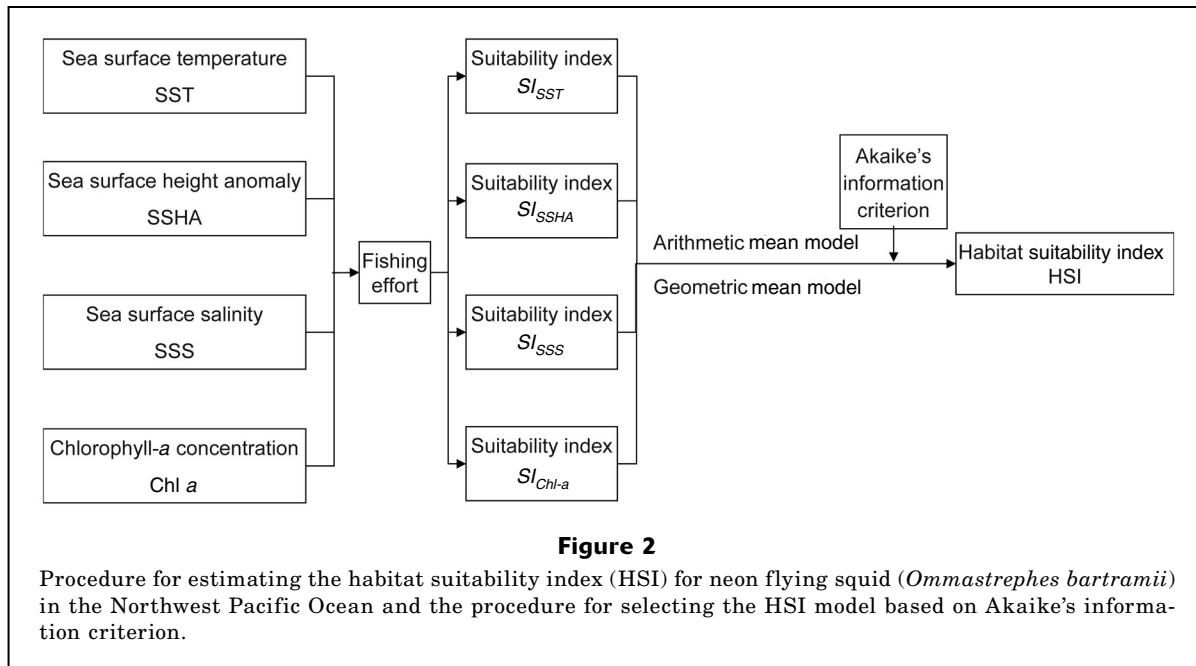 Sea surface temperature
SST
Sea surface height anomaly
SSHA
Sea surface salinity
SSS
Chlorophyll-a concentration
Chl a
Fishing
effort
Suitability index
SI_SST
Suitability index
SI_SSHA
Suitability index
SI_SSS
Suitability index
SI_Chl-a
Arithmetic mean model
Geometric mean model
Akaike's
information
criterion
Habitat suitability index
HSI
Figure 2
Procedure for estimating the habitat suitability index (HSI) for neon flying squid (Ommastrephes bartramii)
in the Northwest Pacific Ocean and the procedure for selecting the HSI model based on Akaike's informa-
tion criterion.